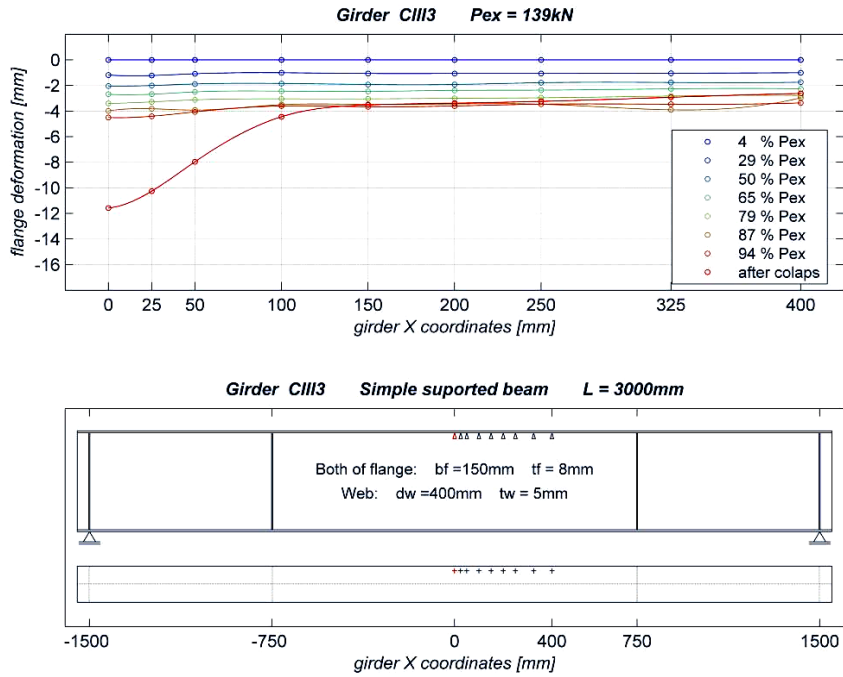 Girder CIII3 Pex = 139kN
flange deformation [mm]
0
-2
-4
-6
-8
-10
-12
-14
-16
4 % Pex
29 % Pex
50 % Pex
65 % Pex
79 % Pex
87 % Pex
94 % Pex
after colaps
0 25 50 100 150 200 250 325 400
girder X coordinates [mm]
Girder CIII3 Simple suported beam L = 3000mm
Both of flange: bf =150mm tf = 8mm
Web: dw =400mm tw = 5mm
-1500 -750 0 400 750 1500
girder X coordinates [mm]